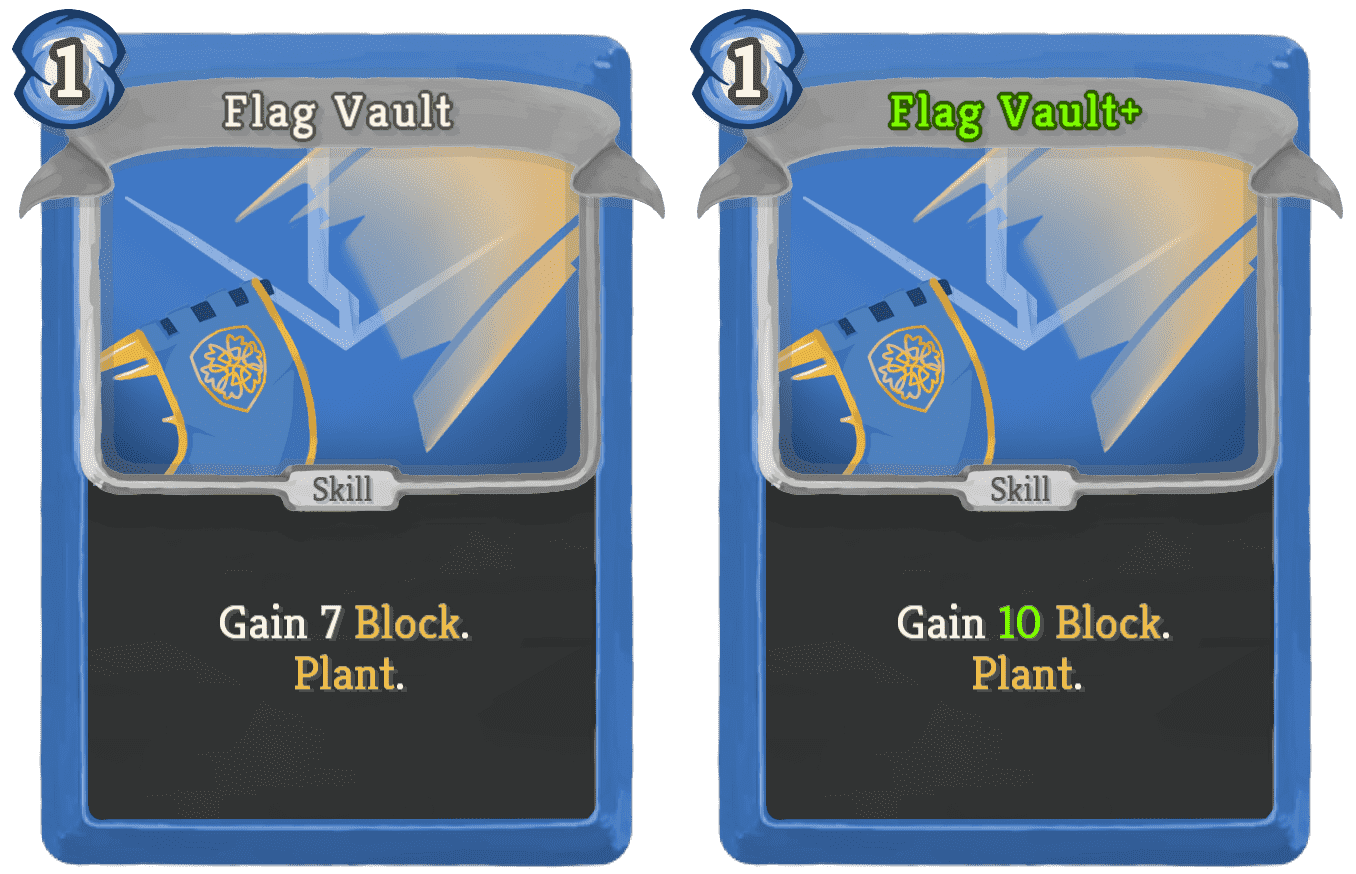 1
Flag Vault
Skill
Gain 7 Block.
Plant.
1
Flag Vault+
Skill
Gain 10 Block.
Plant.